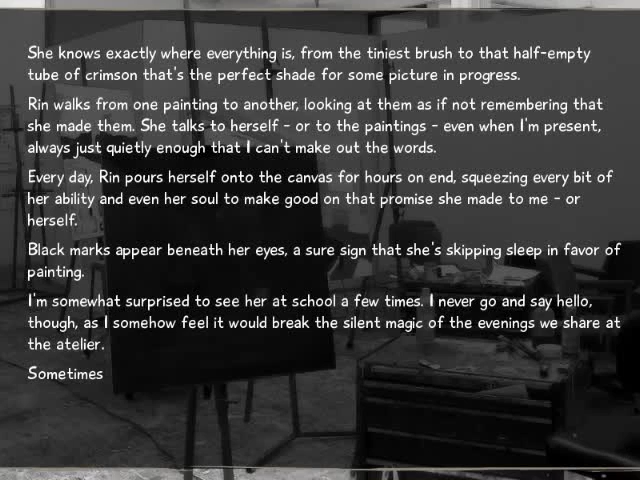 She knows exactly where everything is, from the tiniest brush to that half-empty
tube of crimson that's the perfect shade for some picture in progress.
Rin walks from one painting to another, looking at them as if not remembering that
she made them. She talks to herself - or to the paintings - even when I'm present,
always just quietly enough that I can't make out the words.
Every day, Rin pours herself onto the canvas for hours on end, squeezing every bit of
her ability and even her soul to make good on that promise she made to me - or
herself.
Black marks appear beneath her eyes, a sure sign that she's skipping sleep in favor of
painting.
I'm somewhat surprised to see her at school a few times. I never go and say hello,
though, as I somehow feel it would break the silent magic of the evenings we share at
the atelier.
Sometimes